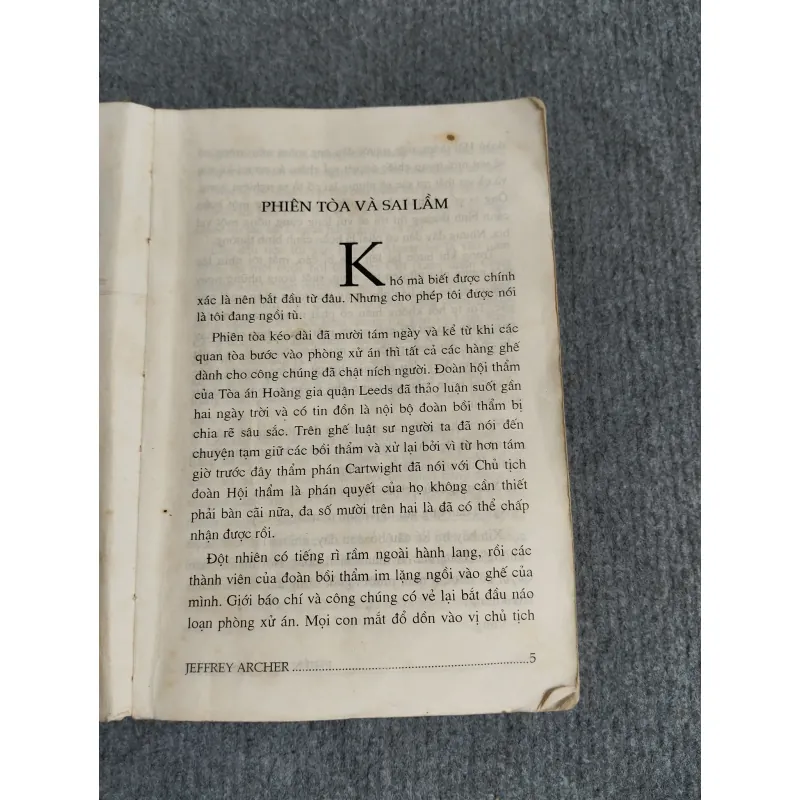 PHIÊN TÒA VÀ SAI LẦM
Khó mà biết được chính
xác là nên bắt đầu từ đâu. Nhưng cho phép tôi được nói
là tôi đang ngồi tù.
Phiên tòa kéo dài đã mười tám ngày và kể từ khi các
quan tòa bước vào phòng xử án thì tất cả các hàng ghế
dành cho công chúng đã chật ních người. Đoàn hội thẩm
của Tòa án Hoàng gia quận Leeds đã thảo luận suốt gần
hai ngày trời và có tin đồn là nội bộ đoàn bồi thẩm bị
chia rẽ sâu sắc. Trên ghế luật sư người ta đã nói đến
chuyện tạm giữ các bồi thẩm và xử lại bởi vì từ hơn tám
giờ trước đây thẩm phán Cartwright đã nói với Chủ tịch
đoàn Hội thẩm là phán quyết của họ không cần thiết
phải bàn cãi nữa, đa số mười trên hai là đã có thể chấp
nhận được rồi.
Đột nhiên có tiếng rì rầm ngoài hành lang, rồi các
thành viên của đoàn bồi thẩm im lặng ngồi vào ghế của
mình. Giới báo chí và công chúng có vẻ lại bắt đầu náo
loạn phòng xử án. Mọi con mắt đổ dồn vào vị chủ tịch
JEFFREY ARCHER ..........................................................5